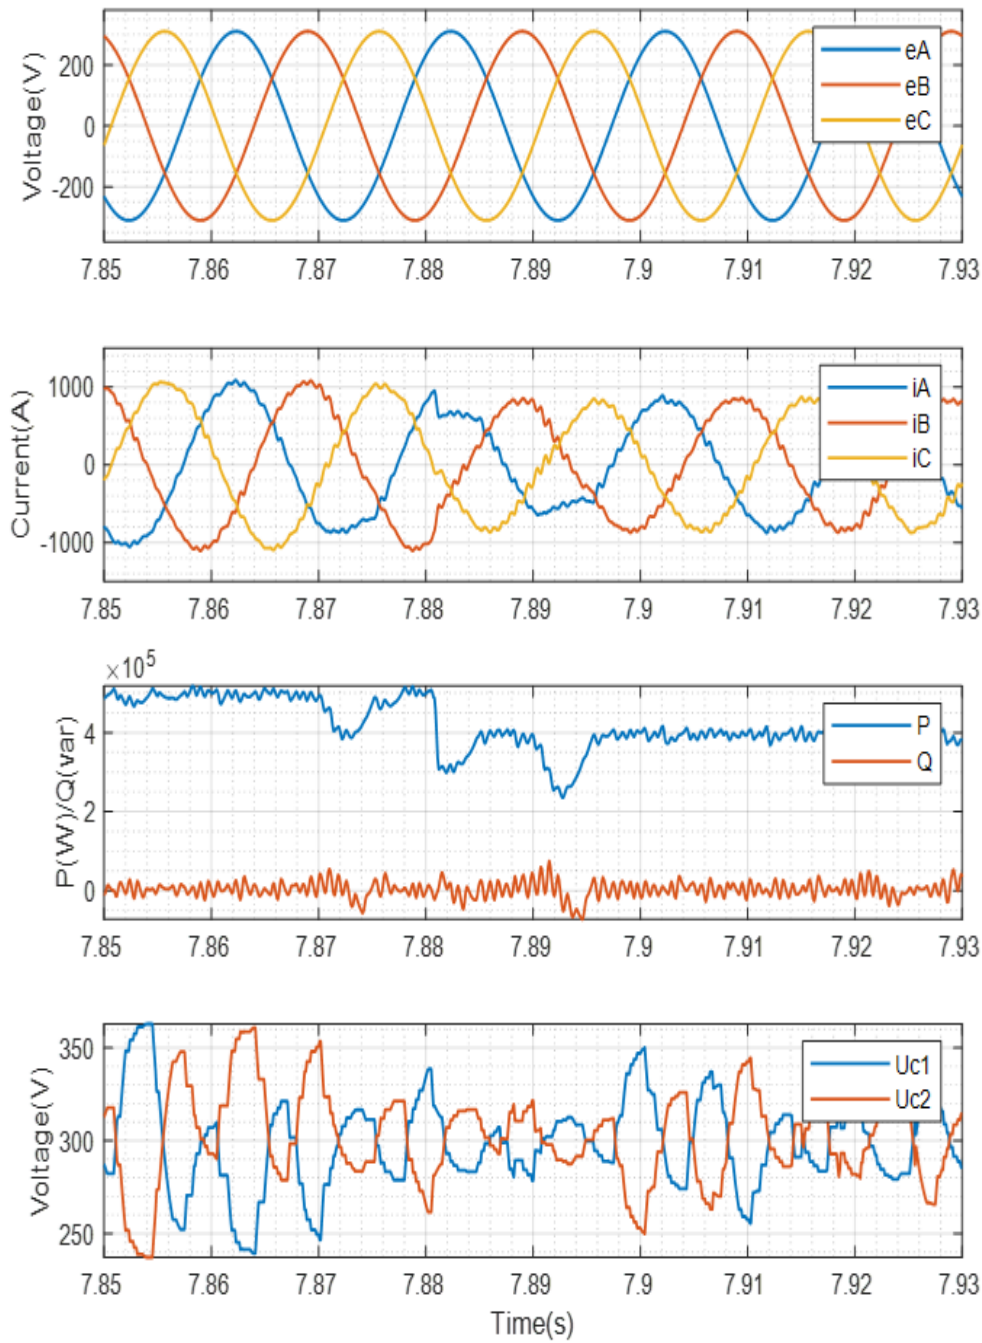 Voltage(V)
200
0
-200
eA
eB
eC
7.85 7.86 7.87 7.88 7.89 7.9 7.91 7.92 7.93
Current(A)
1000
0
-1000
iA
iB
iC
7.85 7.86 7.87 7.88 7.89 7.9 7.91 7.92 7.93
×10^5
P(W)/Q(var)
4
2
0
P
Q
7.85 7.86 7.87 7.88 7.89 7.9 7.91 7.92 7.93
Voltage(V)
350
300
250
Uc1
Uc2
7.85 7.86 7.87 7.88 7.89 7.9 7.91 7.92 7.93
Time(s)